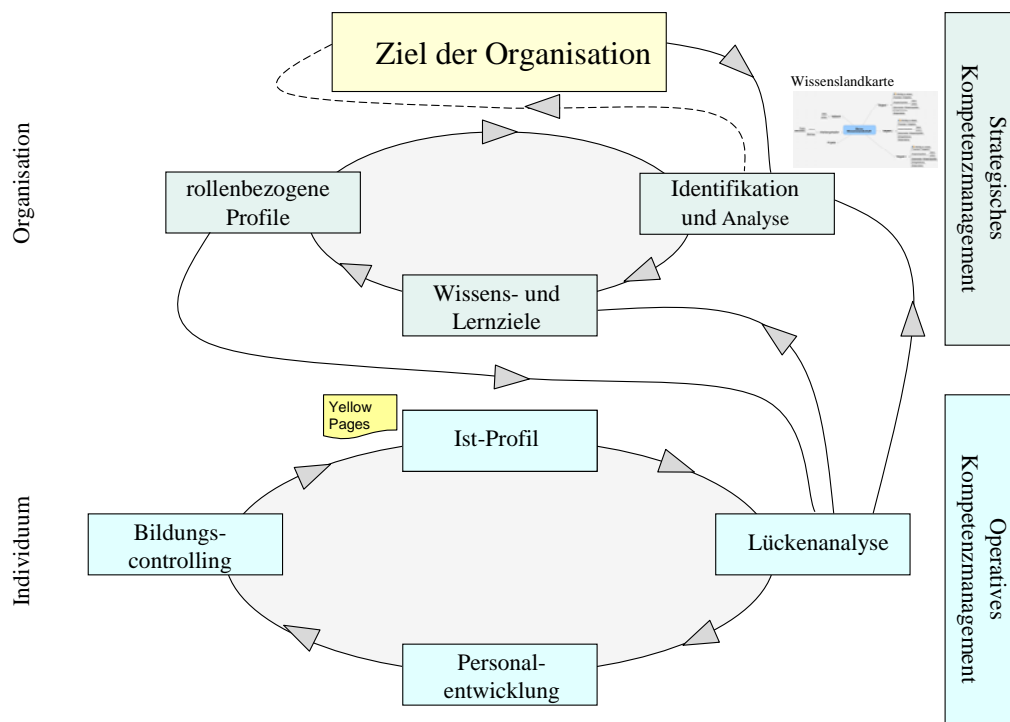 Ziel der Organisation
Wissenslandkarte
Organisation
rollenbezogene
Profile
Identifikation
und Analyse
Strategisches
Kompetenzmanagement
Wissens- und
Lernziele
Yellow
Pages
Ist-Profil
Individuum
Bildungs-
controlling
Lückenanalyse
Operatives
Kompetenzmanagement
Personal-
entwicklung